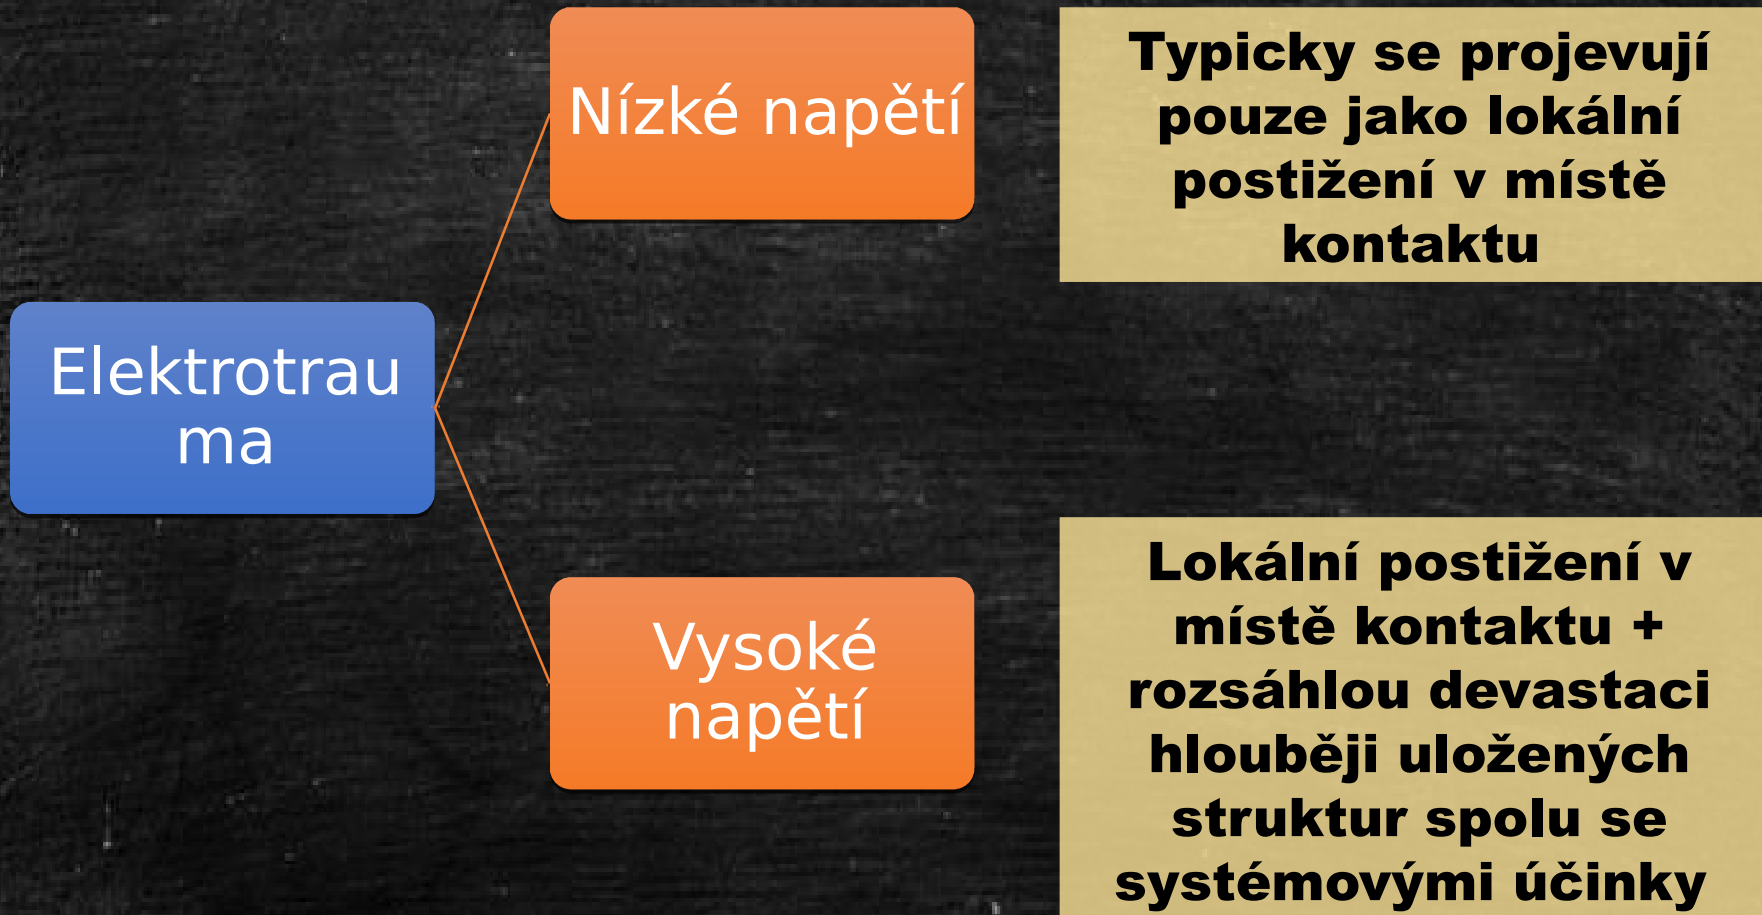 Nízké napětí
Typicky se projevují
pouze jako lokální
postižení v místě
kontaktu
Elektrotrau
ma
Vysoké
napětí
Lokální postižení v
místě kontaktu +
rozsáhlou devastaci
hlouběji uložených
struktur spolu se
systémovými účinky